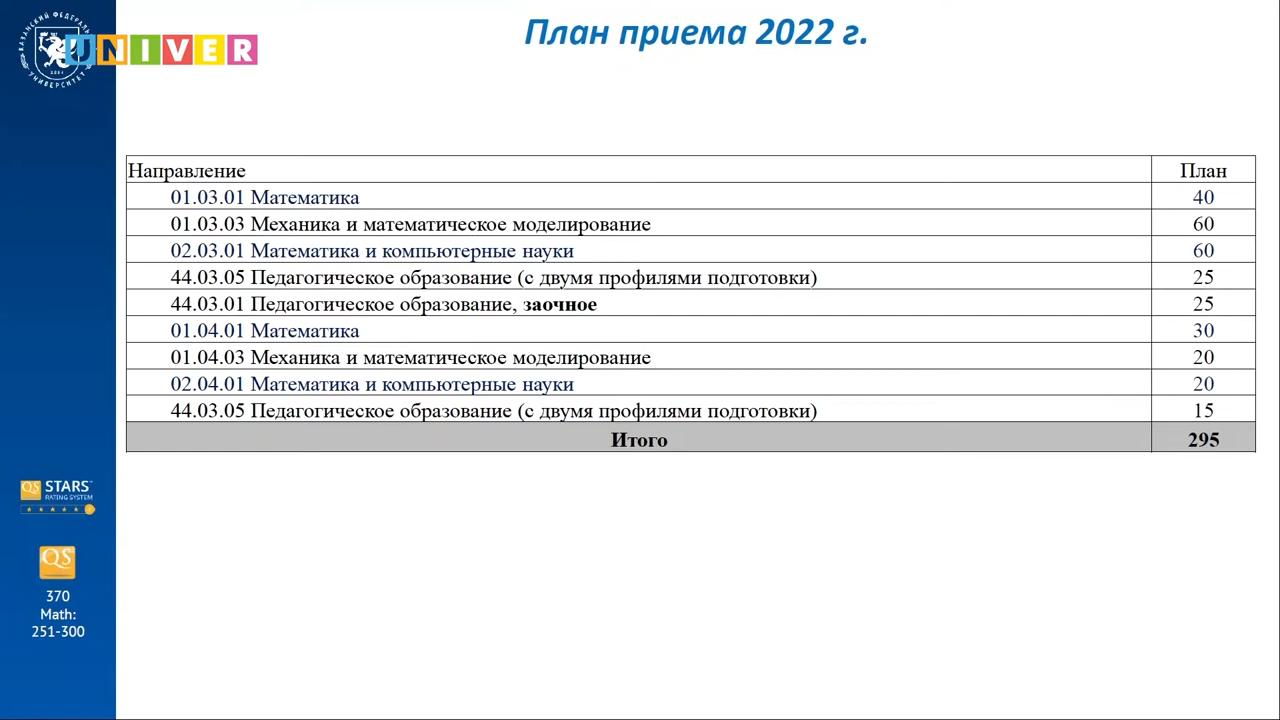 План приема 2022 г.
КАЗАНСКИЙ ФЕДЕРАЛЬНЫЙ УНИВЕРСИТЕТ
1804
UNIVER
Направление План
01.03.01 Математика 40
01.03.03 Механика и математическое моделирование 60
02.03.01 Математика и компьютерные науки 60
44.03.05 Педагогическое образование (с двумя профилями подготовки) 25
44.03.01 Педагогическое образование, заочное 25
01.04.01 Математика 30
01.04.03 Механика и математическое моделирование 20
02.04.01 Математика и компьютерные науки 20
44.03.05 Педагогическое образование (с двумя профилями подготовки) 15
Итого 295
QS STARS
RATING SYSTEM
QS
370
Math:
251-300